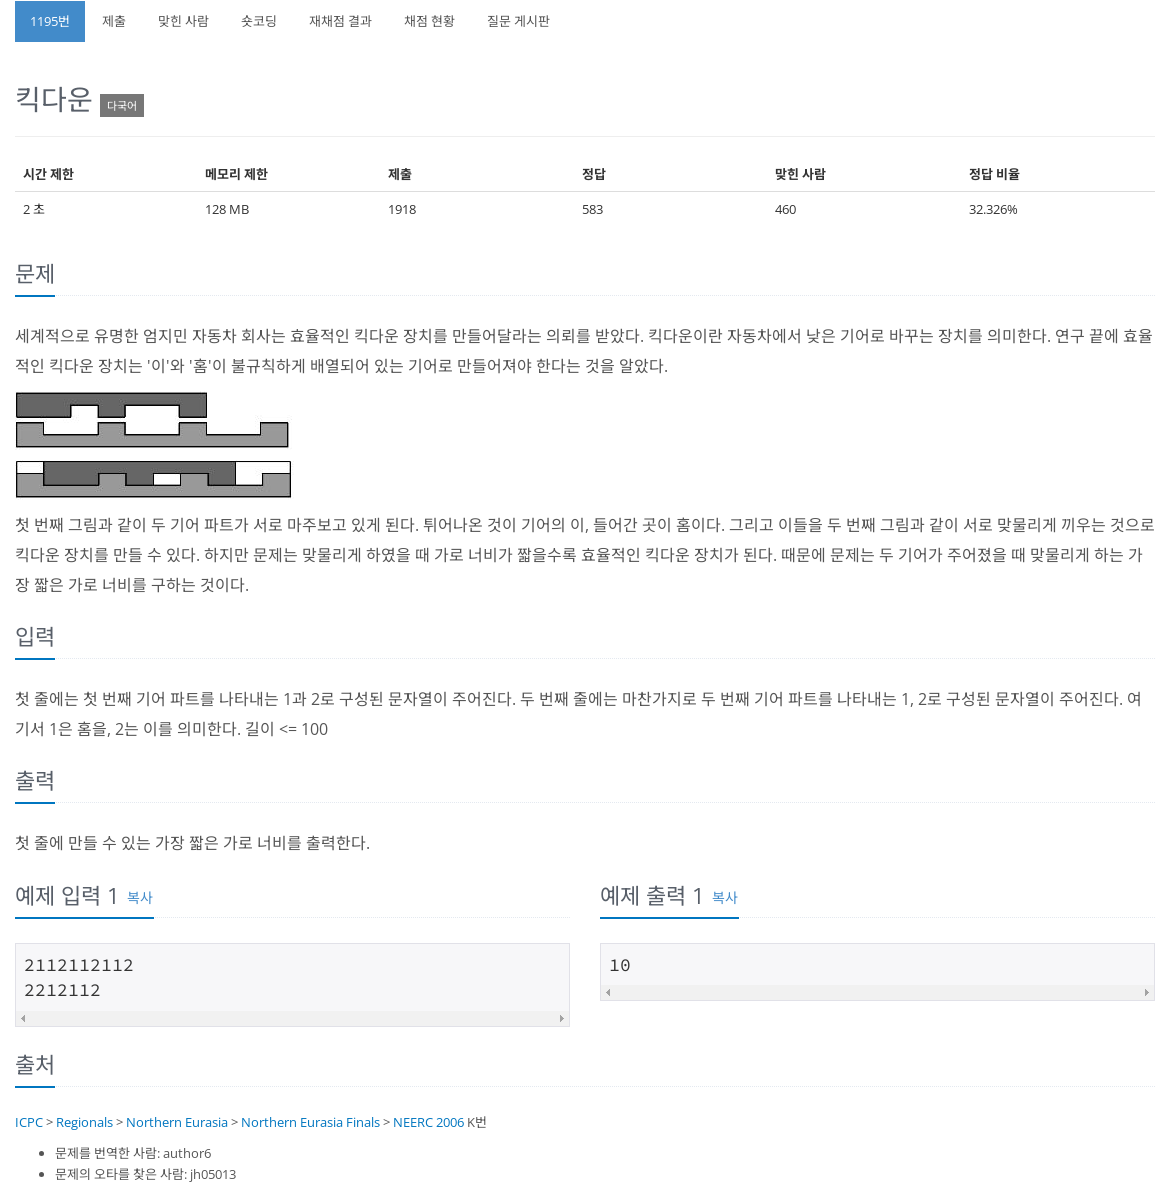 1195번 제출 맞힌 사람 숏코딩 재채점 결과 채점 현황 질문 게시판
킥다운 다국어
시간 제한 메모리 제한 제출 정답 맞힌 사람 정답 비율
2 초 128 MB 1918 583 460 32.326%
문제
세계적으로 유명한 엄지민 자동차 회사는 효율적인 킥다운 장치를 만들어달라는 의뢰를 받았다. 킥다운이란 자동차에서 낮은 기어로 바꾸는 장치를 의미한다. 연구 끝에 효율
적인 킥다운 장치는 '이'와 '홈'이 불규칙하게 배열되어 있는 기어로 만들어져야 한다는 것을 알았다.
첫 번째 그림과 같이 두 기어 파트가 서로 마주보고 있게 된다. 튀어나온 것이 기어의 이, 들어간 곳이 홈이다. 그리고 이들을 두 번째 그림과 같이 서로 맞물리게 끼우는 것으로
킥다운 장치를 만들 수 있다. 하지만 문제는 맞물리게 하였을 때 가로 너비가 짧을수록 효율적인 킥다운 장치가 된다. 때문에 문제는 두 기어가 주어졌을 때 맞물리게 하는 가
장 짧은 가로 너비를 구하는 것이다.
입력
첫 줄에는 첫 번째 기어 파트를 나타내는 1과 2로 구성된 문자열이 주어진다. 두 번째 줄에는 마찬가지로 두 번째 기어 파트를 나타내는 1, 2로 구성된 문자열이 주어진다. 여
기서 1은 홈을, 2는 이를 의미한다. 길이 <= 100
출력
첫 줄에 만들 수 있는 가장 짧은 가로 너비를 출력한다.
예제 입력 1 복사
2112112112
2212112
예제 출력 1 복사
10
출처
ICPC > Regionals > Northern Eurasia > Northern Eurasia Finals > NEERC 2006 K번
문제를 번역한 사람: author6
문제의 오타를 찾은 사람: jh05013